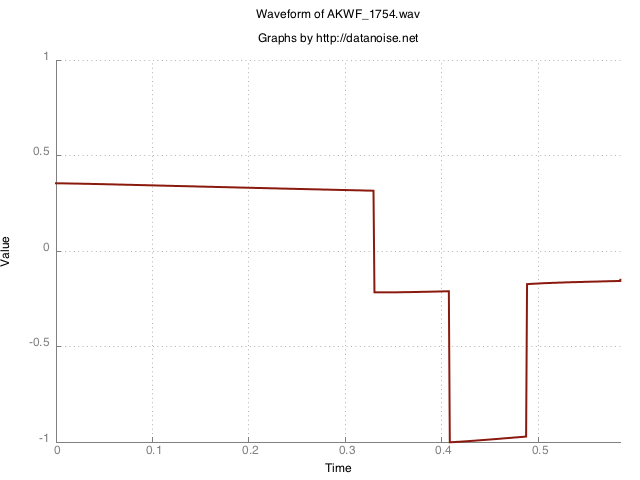 Waveform of AKWF_1754.wav
Graphs by http://datanoise.net
1
0.5
0
-0.5
-1
Value
0 0.1 0.2 0.3 0.4 0.5
Time